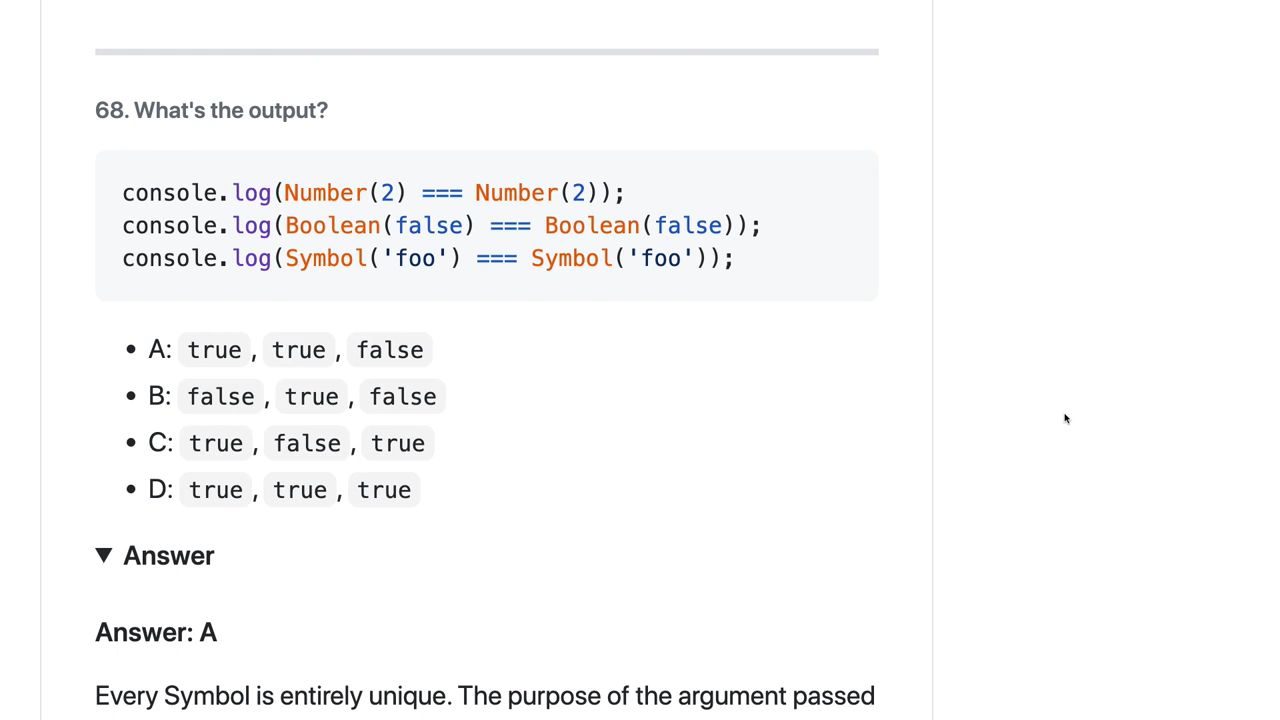 68. What's the output?
console.log(Number(2) === Number(2));
console.log(Boolean(false) === Boolean(false));
console.log(Symbol('foo') === Symbol('foo'));
• A: true, true, false
• B: false, true, false
• C: true, false, true
• D: true, true, true
▼ Answer
Answer: A
Every Symbol is entirely unique. The purpose of the argument passed